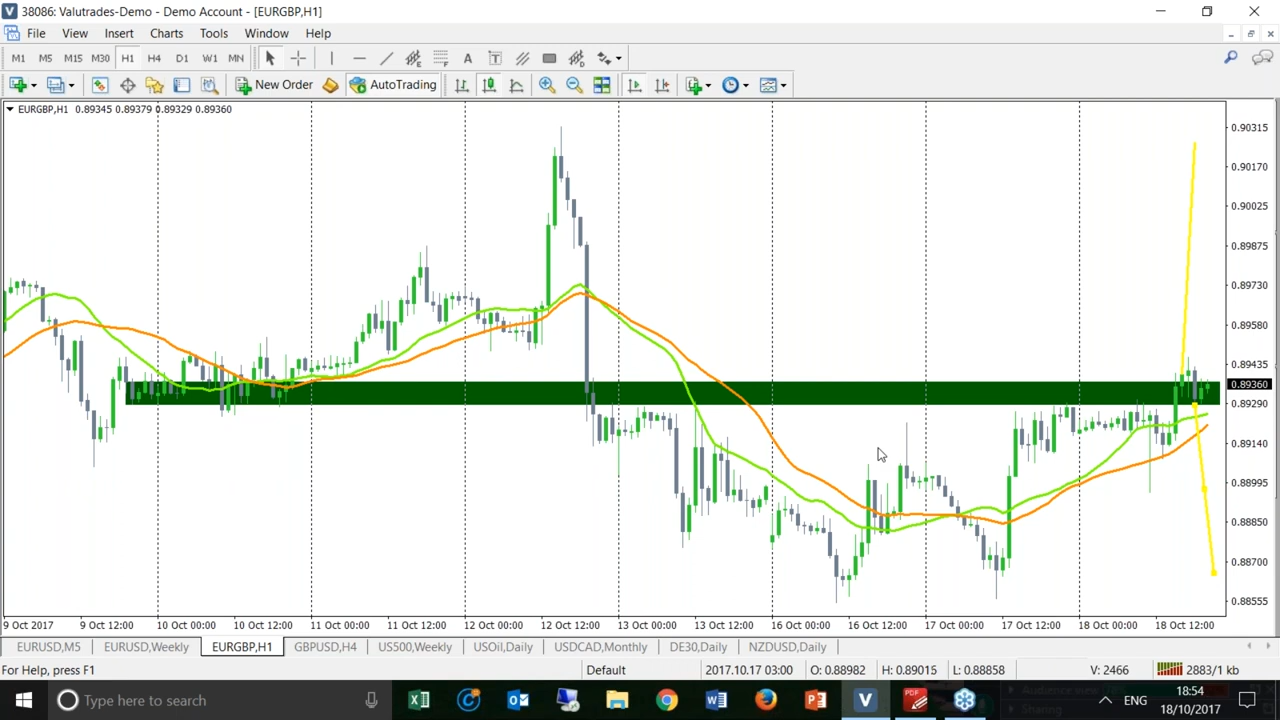 38086: Valutrades-Demo - Demo Account - [EURGBP,H1]
File View Insert Charts Tools Window Help
M1 M5 M15 M30 H1 H4 D1 W1 MN A T
New Order AutoTrading
EURGBP,H1 0.89345 0.89379 0.89329 0.89360
0.90315
0.90170
0.90025
0.89875
0.89730
0.89580
0.89435
0.89360
0.89290
0.89140
0.88995
0.88850
0.88700
0.88555
9 Oct 2017 9 Oct 12:00 10 Oct 00:00 10 Oct 12:00 11 Oct 00:00 11 Oct 12:00 12 Oct 00:00 12 Oct 12:00 13 Oct 00:00 13 Oct 12:00 16 Oct 00:00 16 Oct 12:00 17 Oct 00:00 17 Oct 12:00 18 Oct 00:00 18 Oct 12:00
EURUSD,M5 EURUSD,Weekly EURGBP,H1 GBPUSD,H4 US500,Weekly USOil,Daily USDCAD,Monthly DE30,Daily NZDUSD,Daily
For Help, press F1 Default 2017.10.17 03:00 O: 0.88982 H: 0.89015 L: 0.88858 V: 2466 2883/1 kb
Type here to search ENG 18:54
18/10/2017
Audience view
Sharing